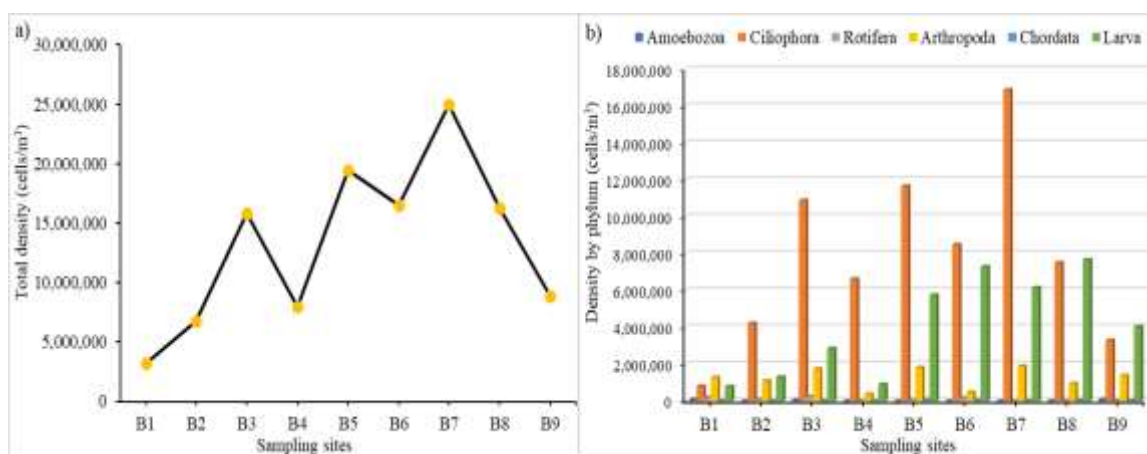 a)
30,000,000
25,000,000
20,000,000
15,000,000
10,000,000
5,000,000
0
Total density (cells/m³)
B1 B2 B3 B4 B5 B6 B7 B8 B9
Sampling sites
b)
Amoebozoa Ciliophora Rotifera Arthropoda Chordata Larva
18,000,000
16,000,000
14,000,000
12,000,000
10,000,000
8,000,000
6,000,000
4,000,000
2,000,000
0
Density by phylum (cells/m³)
B1 B2 B3 B4 B5 B6 B7 B8 B9
Sampling sites